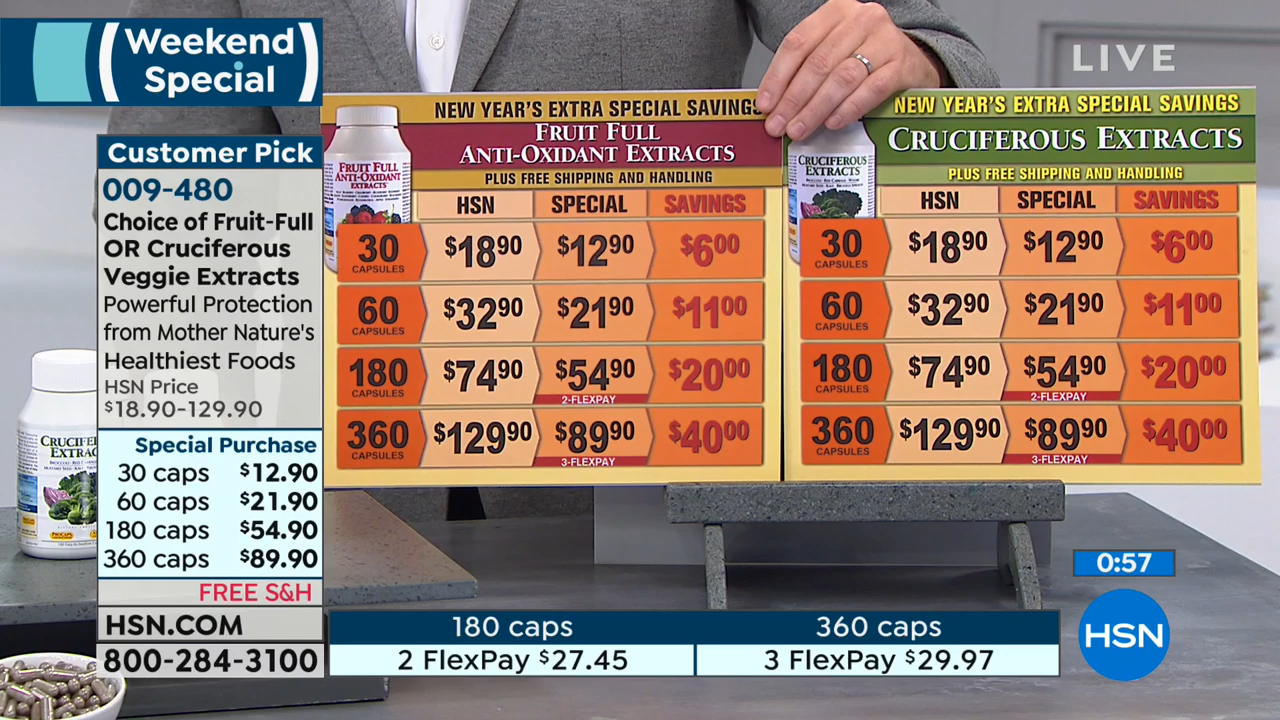 (Weekend
Special)
LIVE
Customer Pick
009-480
Choice of Fruit-Full
OR Cruciferous
Veggie Extracts
Powerful Protection
from Mother Nature's
Healthiest Foods
HSN Price
$18.90-129.90
Special Purchase
30 caps $12.90
60 caps $21.90
180 caps $54.90
360 caps $89.90
FREE S&H
HSN.COM
800-284-3100
NEW YEAR'S EXTRA SPECIAL SAVINGS
FRUIT FULL
ANTI-OXIDANT EXTRACTS
PLUS FREE SHIPPING AND HANDLING
FRUIT FULL
ANTI-OXIDANT
EXTRACTS
HSN SPECIAL SAVINGS
30 CAPSULES $18.90 $12.90 $6.00
60 CAPSULES $32.90 $21.90 $11.00
180 CAPSULES $74.90 $54.90 $20.00
2-FLEXPAY
360 CAPSULES $129.90 $89.90 $40.00
3-FLEXPAY
NEW YEAR'S EXTRA SPECIAL SAVINGS
CRUCIFEROUS EXTRACTS
PLUS FREE SHIPPING AND HANDLING
CRUCIFEROUS
EXTRACTS
HSN SPECIAL SAVINGS
30 CAPSULES $18.90 $12.90 $6.00
60 CAPSULES $32.90 $21.90 $11.00
180 CAPSULES $74.90 $54.90 $20.00
2-FLEXPAY
360 CAPSULES $129.90 $89.90 $40.00
3-FLEXPAY
0:57
HSN
180 caps 360 caps
2 FlexPay $27.45 3 FlexPay $29.97